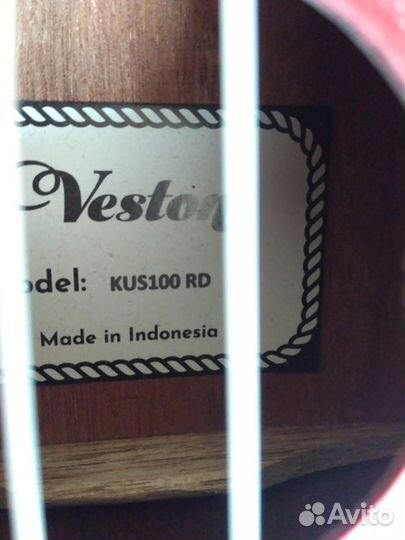 Veston
odel: KUS100 RD
Made in Indonesia
Avito